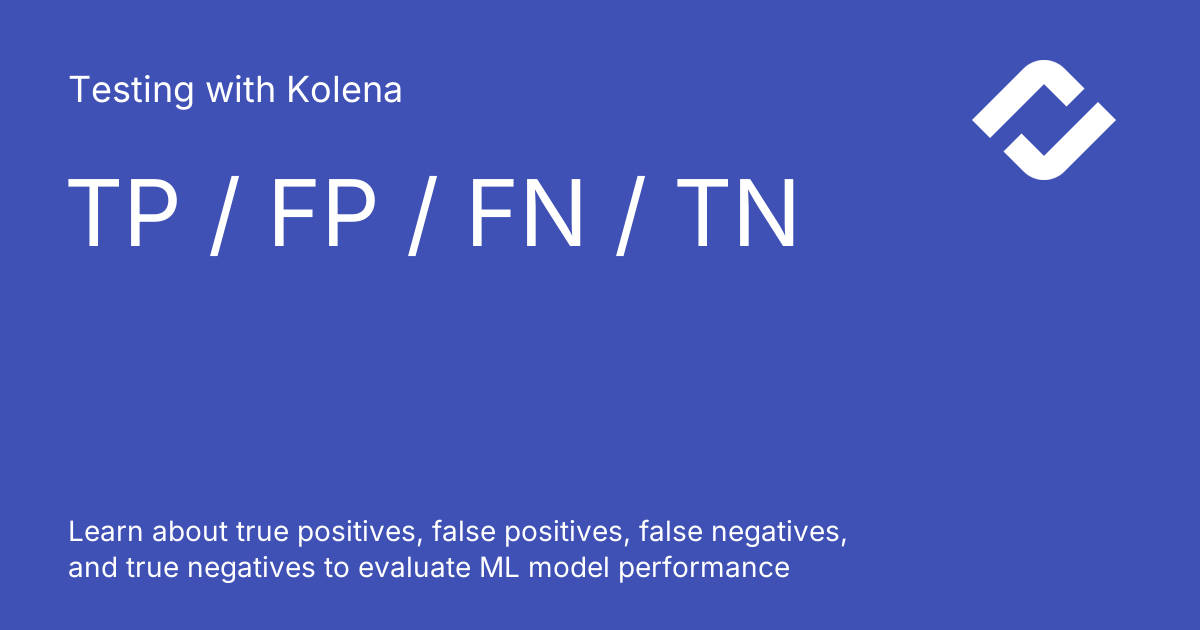 Testing with Kolena
TP / FP / FN / TN
Learn about true positives, false positives, false negatives,
and true negatives to evaluate ML model performance